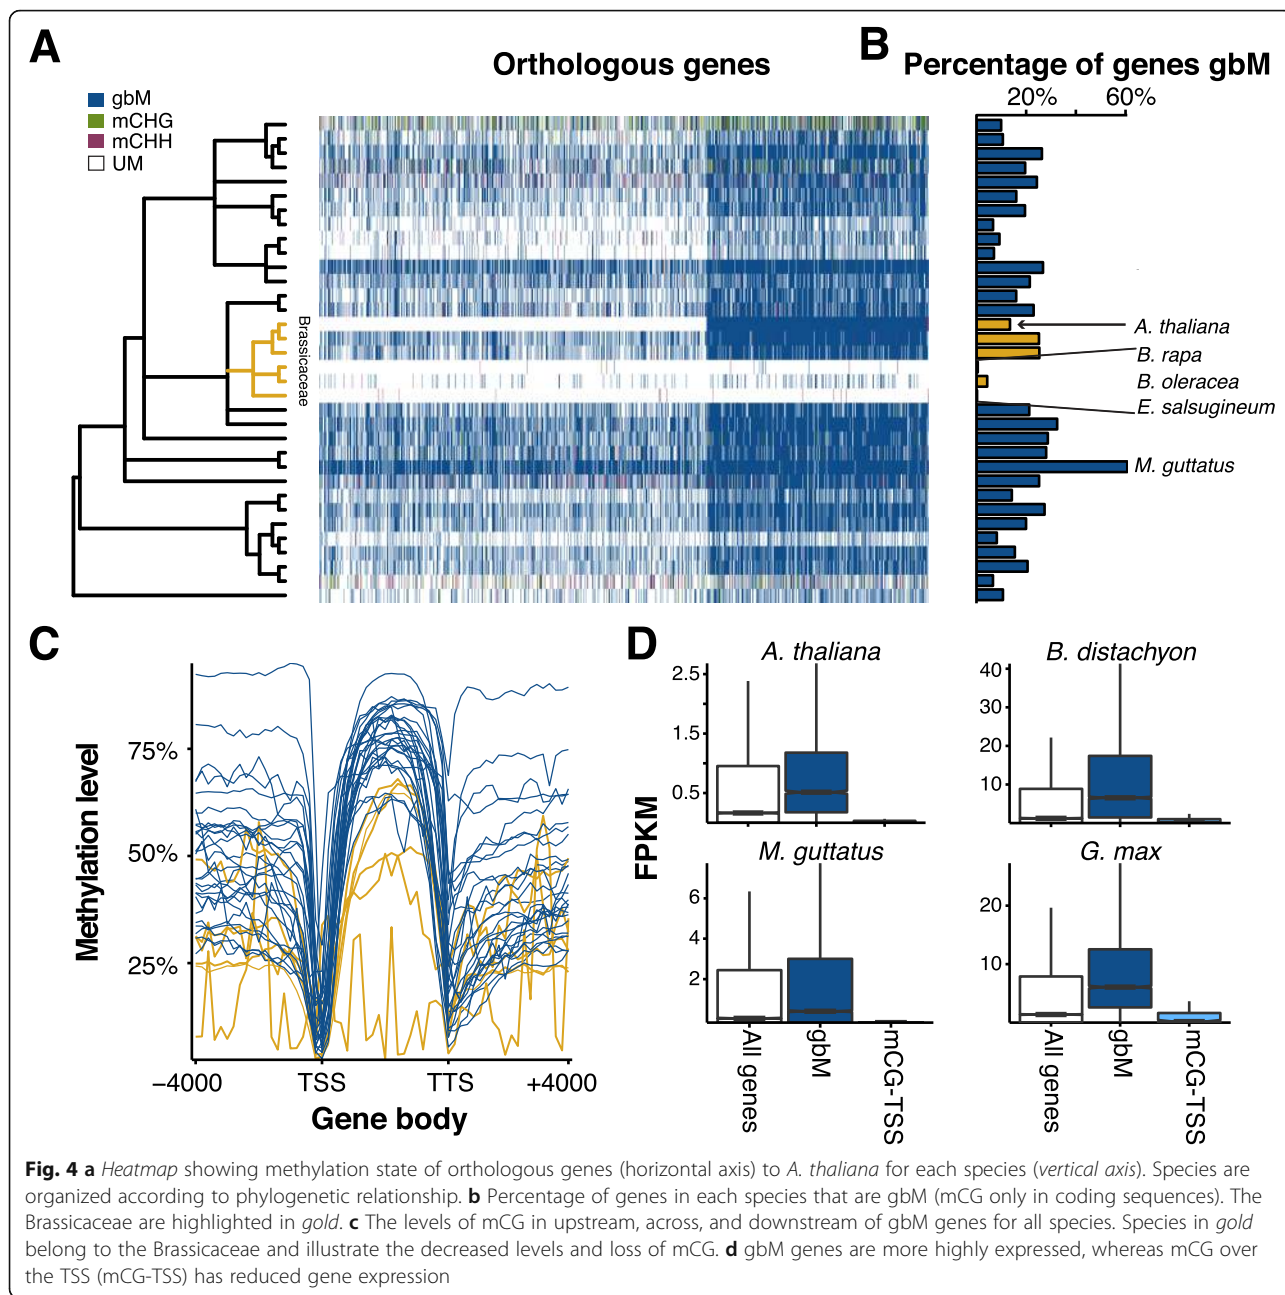 A
B
Orthologous genes
Percentage of genes gbM
20% 60%
gbM
mCHG
mCHH
UM
Brassicaceae
A. thaliana
B. rapa
B. oleracea
E. salsugineum
M. guttatus
C
Methylation level
75%
50%
25%
−4000 TSS TTS +4000
Gene body
D
FPKM
A. thaliana
2.5
1.5
0.5
B. distachyon
40
30
20
10
M. guttatus
6
4
2
All genes
gbM
mCG-TSS
G. max
20
10
All genes
gbM
mCG-TSS
Fig. 4 a Heatmap showing methylation state of orthologous genes (horizontal axis) to A. thaliana for each species (vertical axis). Species are
organized according to phylogenetic relationship. b Percentage of genes in each species that are gbM (mCG only in coding sequences). The
Brassicaceae are highlighted in gold. c The levels of mCG in upstream, across, and downstream of gbM genes for all species. Species in gold
belong to the Brassicaceae and illustrate the decreased levels and loss of mCG. d gbM genes are more highly expressed, whereas mCG over
the TSS (mCG-TSS) has reduced gene expression